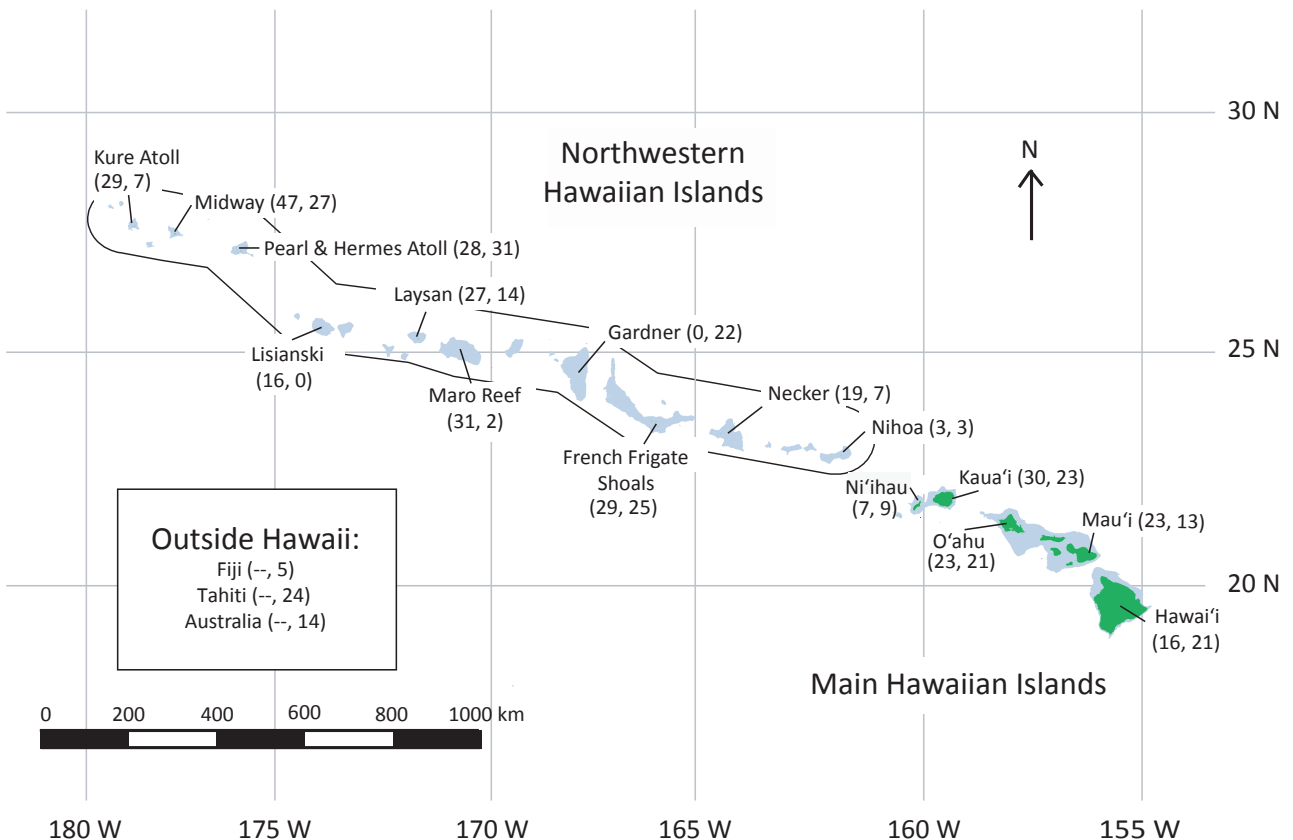 30 N
Northwestern
Hawaiian Islands
N
Kure Atoll
(29, 7)
Midway (47, 27)
Pearl & Hermes Atoll (28, 31)
Laysan (27, 14)
Gardner (0, 22)
Lisianski
(16, 0)
25 N
Maro Reef
(31, 2)
Necker (19, 7)
Nihoa (3, 3)
French Frigate
Shoals
(29, 25)
Ni‘ihau
(7, 9)
Kaua‘i (30, 23)
O‘ahu
(23, 21)
Mau‘i (23, 13)
20 N
Hawai‘i
(16, 21)
Outside Hawaii:
Fiji (--, 5)
Tahiti (--, 24)
Australia (--, 14)
Main Hawaiian Islands
0 200 400 600 800 1000 km
180 W 175 W 170 W 165 W 160 W 155 W